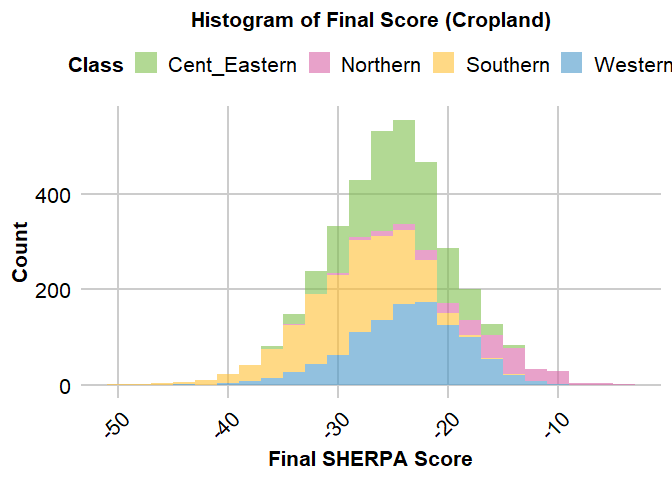 Histogram of Final Score (Cropland)
Class Cent_Eastern Northern Southern Western
Count
400
200
0
-50 -40 -30 -20 -10
Final SHERPA Score